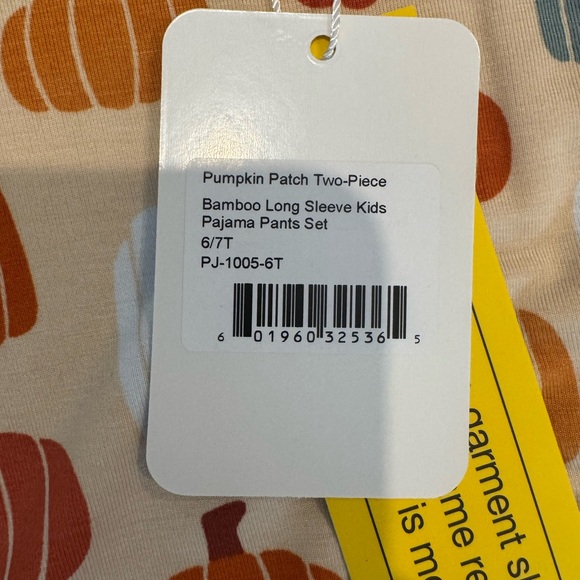 Pumpkin Patch Two-Piece
Bamboo Long Sleeve Kids
Pajama Pants Set
6/7T
PJ-1005-6T
6 01960 32536 5
garment
me
is